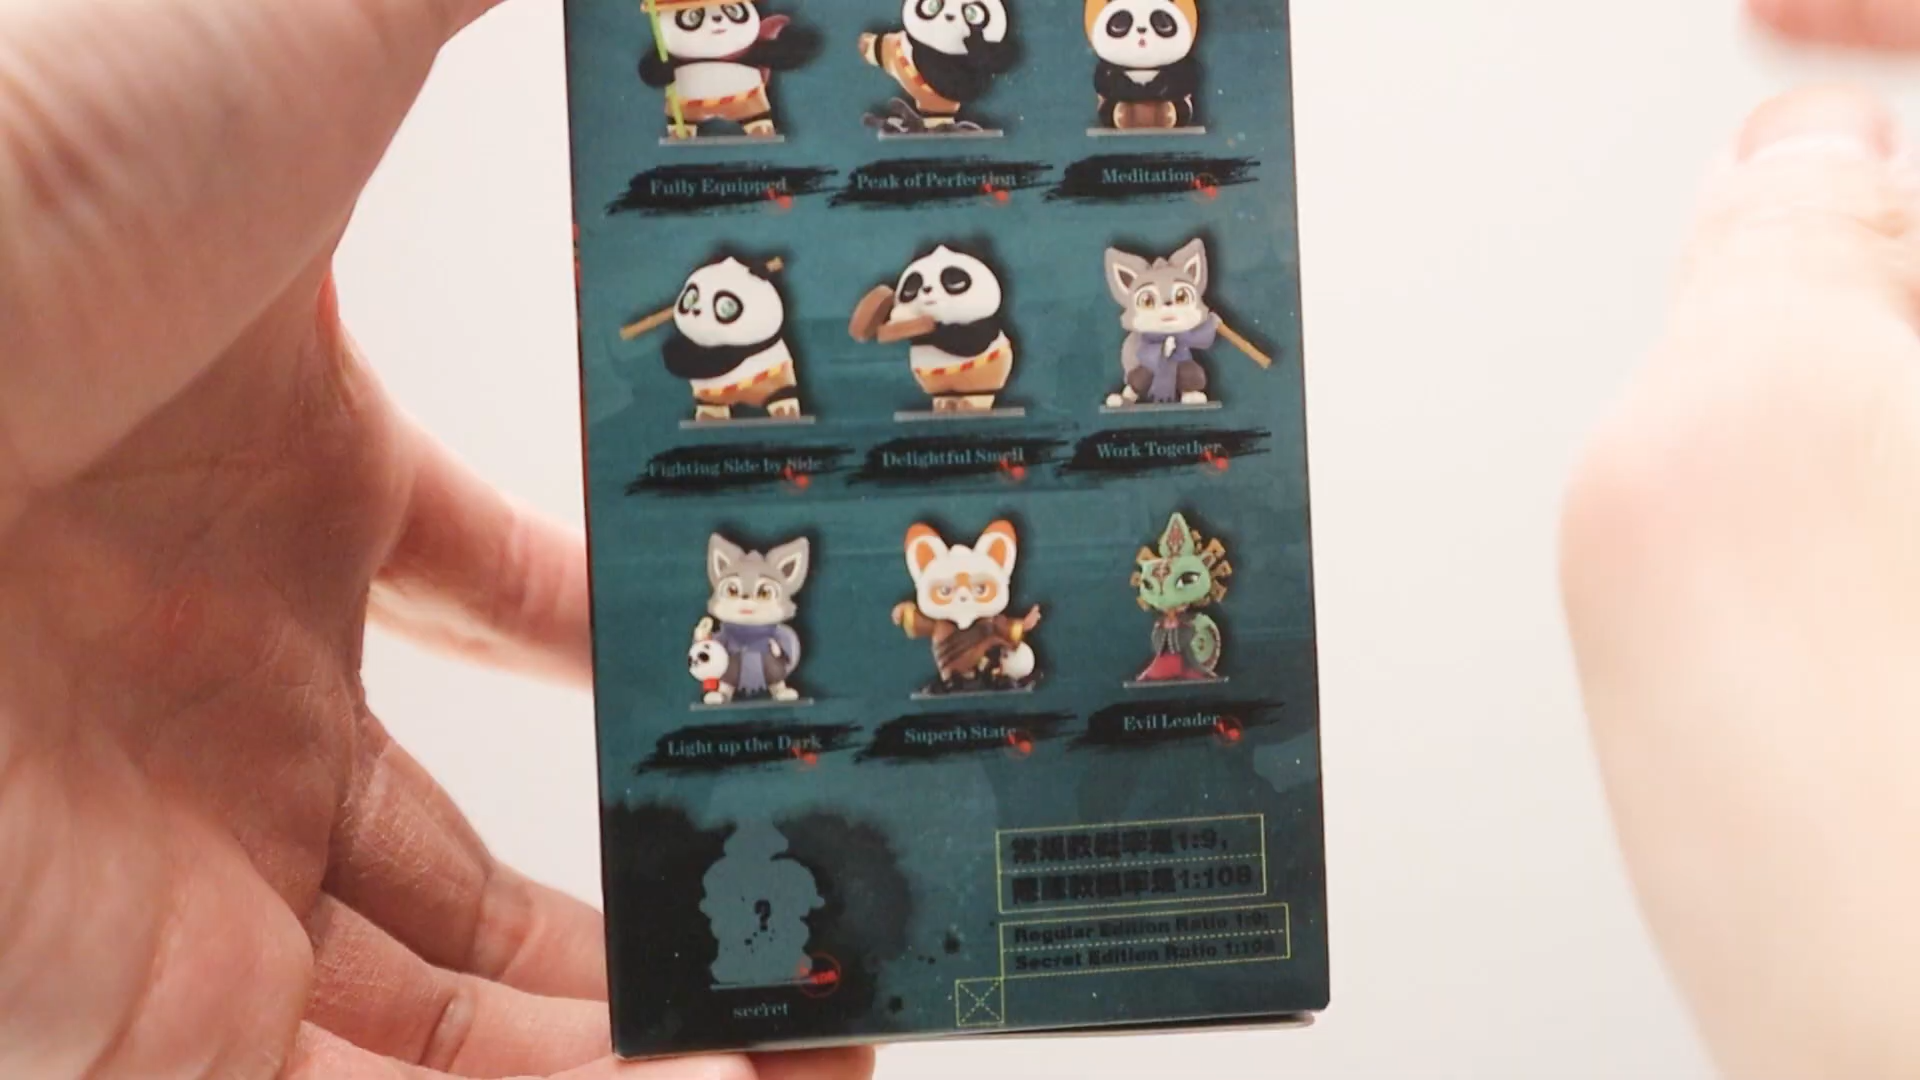 Fully Equipped
Peak of Perfection
Meditation
Fighting Side by Side
Delightful Smell
Work Together
Light up the Dark
Superb State
Evil Leader
?
secret
常規款概率是1:9,
隱藏款概率是1:108
Regular Edition Ratio 1:9;
Secret Edition Ratio 1:108